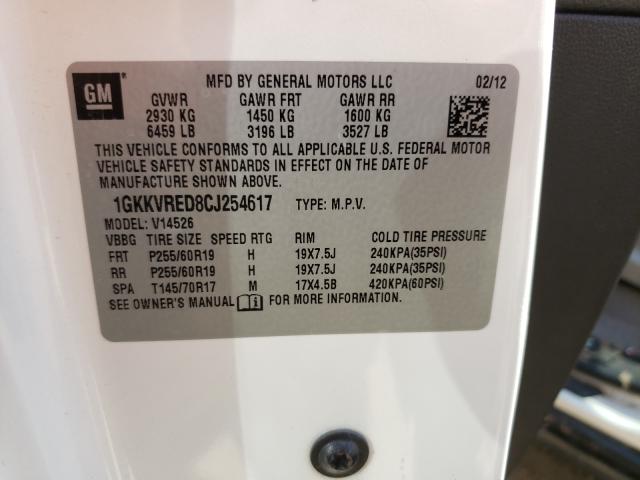 GM
MFD BY GENERAL MOTORS LLC 02/12
GVWR GAWR FRT GAWR RR
2930 KG 1450 KG 1600 KG
6459 LB 3196 LB 3527 LB
THIS VEHICLE CONFORMS TO ALL APPLICABLE U.S. FEDERAL MOTOR
VEHICLE SAFETY STANDARDS IN EFFECT ON THE DATE OF
MANUFACTURE SHOWN ABOVE.
1GKKVRED8CJ254617 TYPE: M.P.V.
MODEL: V14526
VBBG TIRE SIZE SPEED RTG RIM COLD TIRE PRESSURE
FRT P255/60R19 H 19X7.5J 240KPA(35PSI)
RR P255/60R19 H 19X7.5J 240KPA(35PSI)
SPA T145/70R17 M 17X4.5B 420KPA(60PSI)
SEE OWNER'S MANUAL FOR MORE INFORMATION.